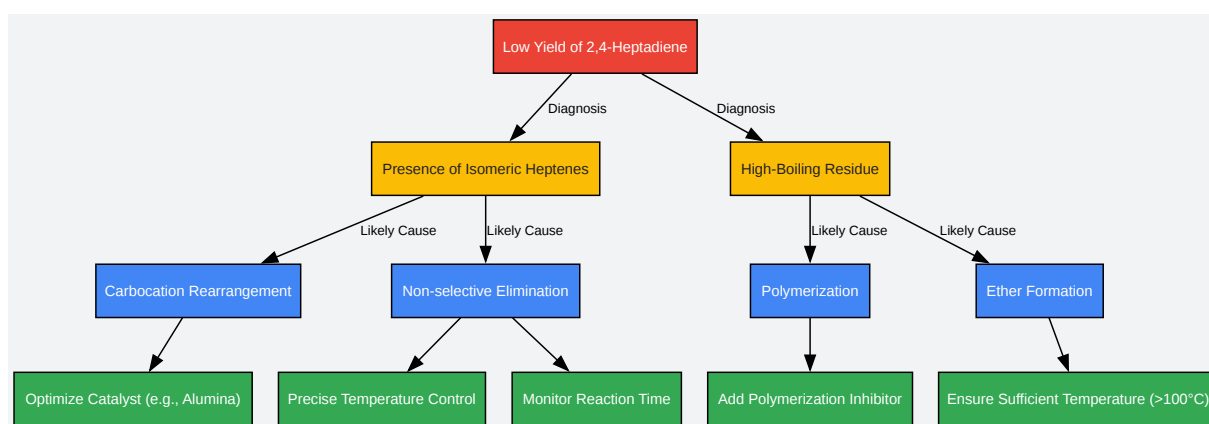 Low Yield of 2,4-Heptadiene
Diagnosis
Diagnosis
Presence of Isomeric Heptenes
High-Boiling Residue
Likely Cause
Likely Cause
Likely Cause
Likely Cause
Carbocation Rearrangement
Non-selective Elimination
Polymerization
Ether Formation
Optimize Catalyst (e.g., Alumina)
Precise Temperature Control
Monitor Reaction Time
Add Polymerization Inhibitor
Ensure Sufficient Temperature (>100°C)